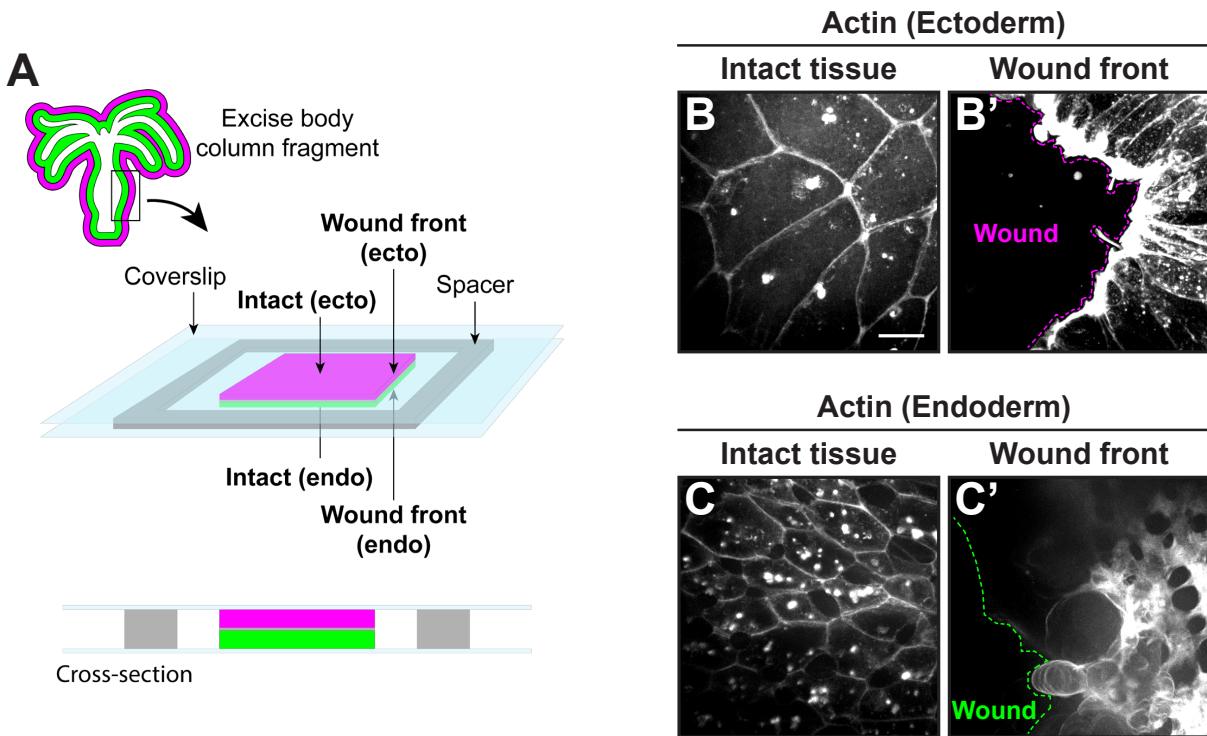 A
Excise body
column fragment
Wound front
(ecto)
Coverslip
Intact (ecto)
Spacer
Intact (endo)
Wound front
(endo)
Cross-section
Actin (Ectoderm)
Intact tissue
Wound front
B
B'
Wound
Actin (Endoderm)
Intact tissue
Wound front
C
C'
Wound